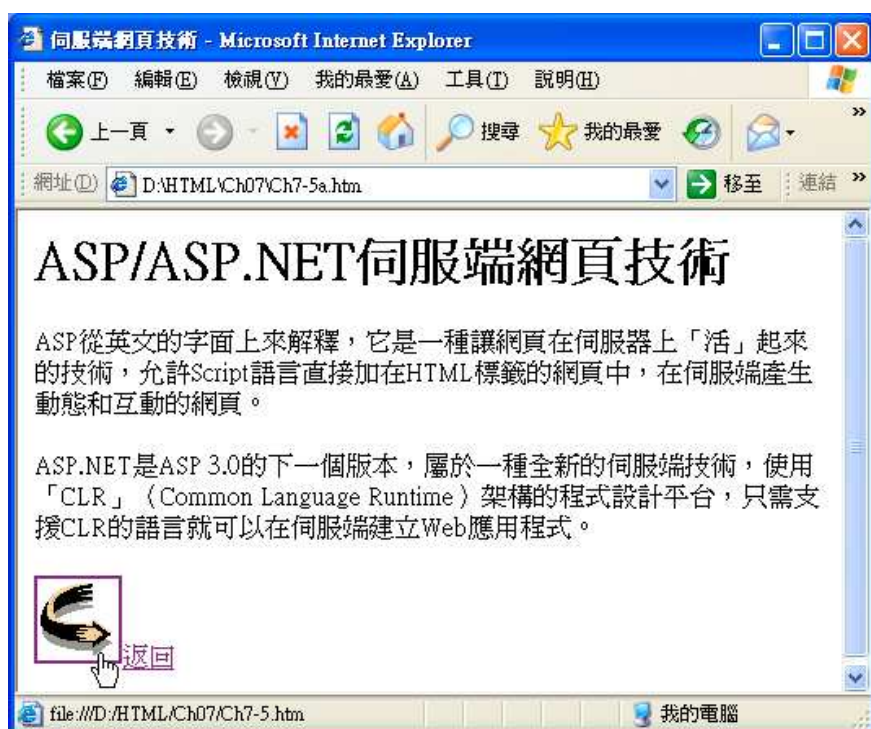 伺服端網頁技術 - Microsoft Internet Explorer
檔案(F) 編輯(E) 檢視(V) 我的最愛(A) 工具(T) 說明(H)
上一頁 搜尋 我的最愛 »
網址(D) D:\HTML\Ch07\Ch7-5a.htm 移至 連結 »
ASP/ASP.NET伺服端網頁技術
ASP從英文的字面上來解釋，它是一種讓網頁在伺服器上「活」起來
的技術，允許Script語言直接加在HTML標籤的網頁中，在伺服端產生
動態和互動的網頁。
ASP.NET是ASP 3.0的下一個版本，屬於一種全新的伺服端技術，使用
「CLR」（Common Language Runtime）架構的程式設計平台，只需支
援CLR的語言就可以在伺服端建立Web應用程式。
返回
file:///D:/HTML/Ch07/Ch7-5.htm 我的電腦